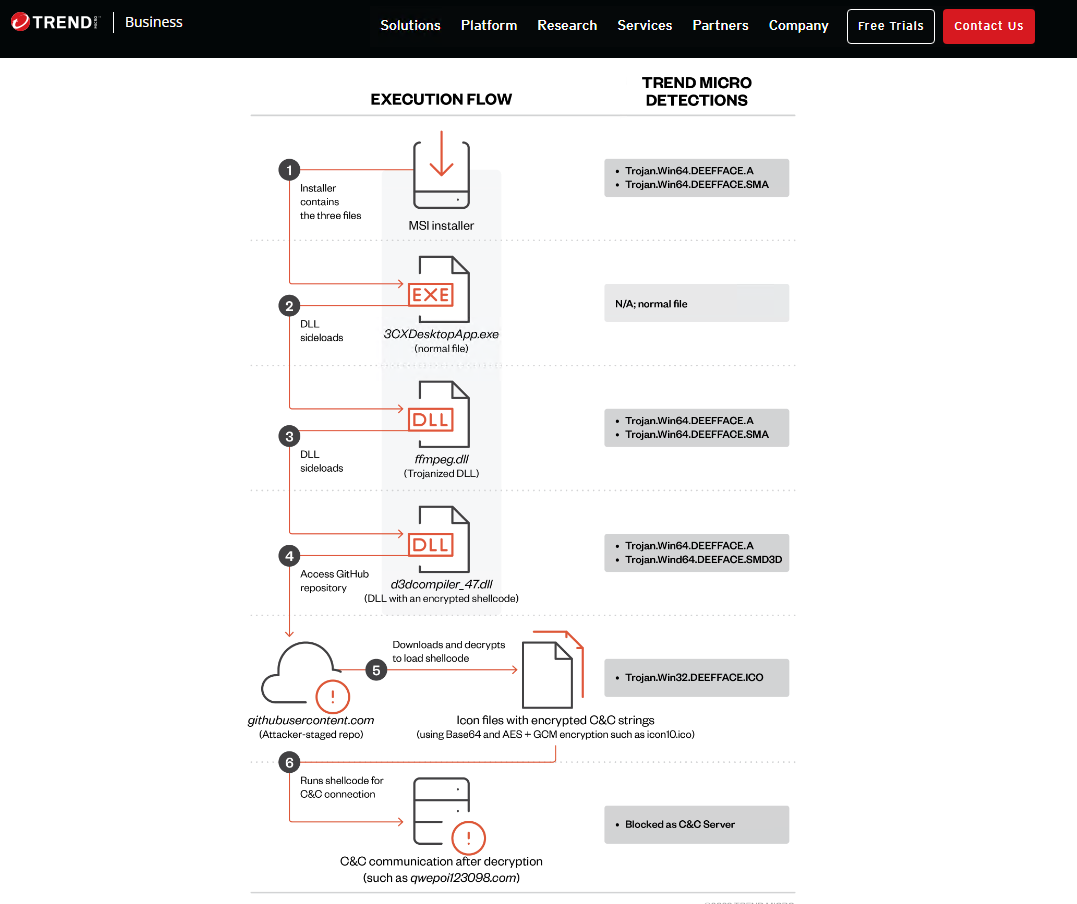 TREND MICRO
Business
Solutions
Platform
Research
Services
Partners
Company
Free Trials
Contact Us
EXECUTION FLOW
TREND MICRO
DETECTIONS
1
Installer
contains
the three files
MSI installer
• Trojan.Win64.DEEFFACE.A
• Trojan.Win64.DEEFFACE.SMA
2
DLL
sideloads
EXE
3CXDesktopApp.exe
(normal file)
N/A; normal file
3
DLL
sideloads
DLL
ffmpeg.dll
(Trojanized DLL)
• Trojan.Win64.DEEFFACE.A
• Trojan.Win64.DEEFFACE.SMA
4
Access GitHub
repository
DLL
d3dcompiler_47.dll
(DLL with an encrypted shellcode)
• Trojan.Win64.DEEFFACE.A
• Trojan.Wind64.DEEFACE.SMD3D
5
Downloads and decrypts
to load shellcode
!
githubusercontent.com
(Attacker-staged repo)
Icon files with encrypted C&C strings
(using Base64 and AES + GCM encryption such as icon10.ico)
• Trojan.Win32.DEEFFACE.ICO
6
Runs shellcode for
C&C connection
!
C&C communication after decryption
(such as qwepoi123098.com)
• Blocked as C&C Server